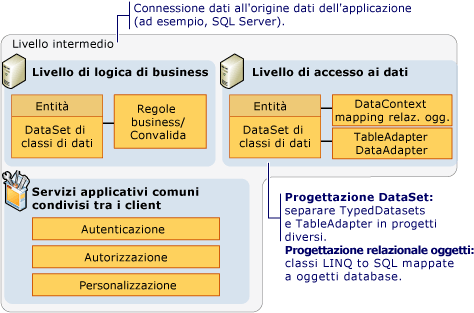 Connessione dati all'origine dati dell'applicazione
(ad esempio, SQL Server).
Livello intermedio
Livello di logica di business
Entità
DataSet di
classi di dati
Regole
business/
Convalida
Livello di accesso ai dati
Entità
DataSet di
classi di dati
DataContext
mapping relaz. ogg.
TableAdapter
DataAdapter
Servizi applicativi comuni
condivisi tra i client
Autenticazione
Autorizzazione
Personalizzazione
Progettazione DataSet:
separare TypedDatasets
e TableAdapter in progetti
diversi.
Progettazione relazionale oggetti:
classi LINQ to SQL mappate
a oggetti database.